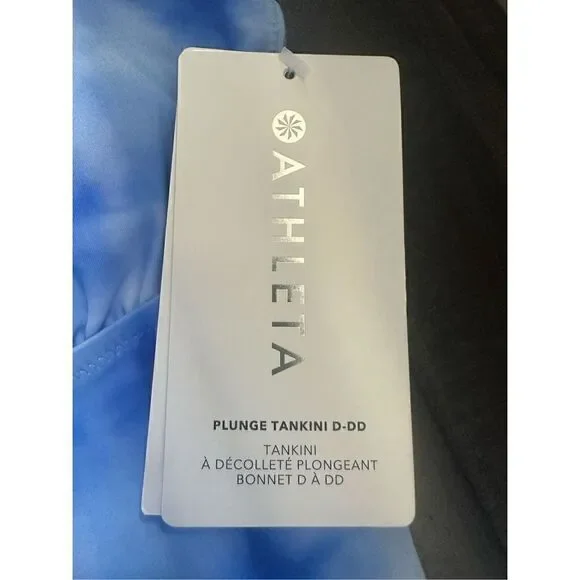 ATHLETA
PLUNGE TANKINI D-DD
TANKINI
À DÉCOLLETÉ PLONGEANT
BONNET D À DD